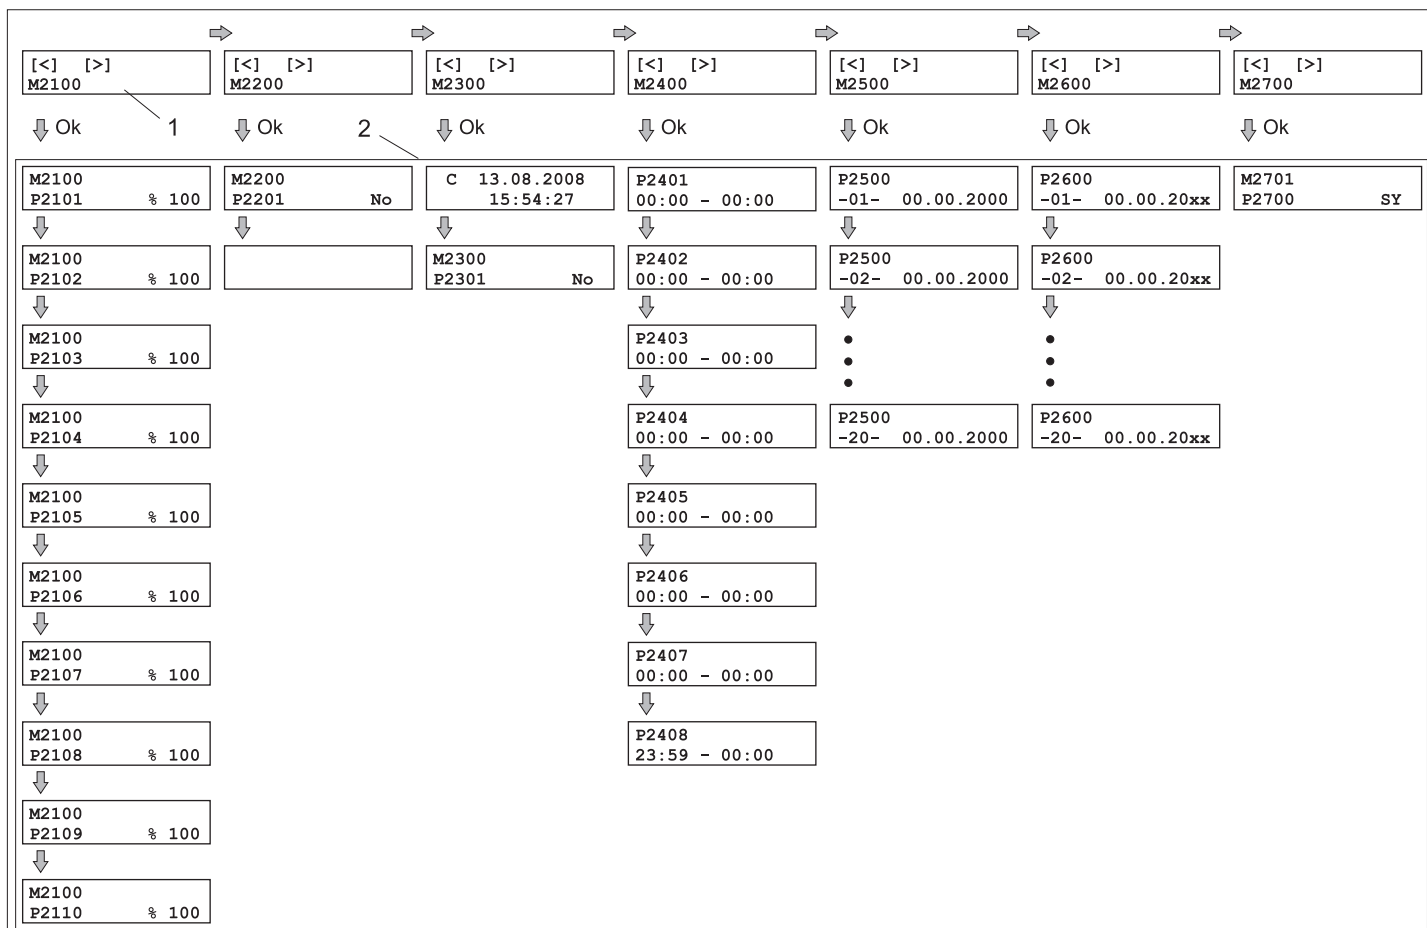 [<] [>]
M2100
[<] [>]
M2200
[<] [>]
M2300
[<] [>]
M2400
[<] [>]
M2500
[<] [>]
M2600
[<] [>]
M2700
Ok
1
Ok
2
Ok
Ok
Ok
Ok
Ok
M2100
P2101 % 100
M2100
P2102 % 100
M2100
P2103 % 100
M2100
P2104 % 100
M2100
P2105 % 100
M2100
P2106 % 100
M2100
P2107 % 100
M2100
P2108 % 100
M2100
P2109 % 100
M2100
P2110 % 100
M2200
P2201 No
C 13.08.2008
15:54:27
M2300
P2301 No
P2401
00:00 - 00:00
P2402
00:00 - 00:00
P2403
00:00 - 00:00
P2404
00:00 - 00:00
P2405
00:00 - 00:00
P2406
00:00 - 00:00
P2407
00:00 - 00:00
P2408
23:59 - 00:00
P2500
-01- 00.00.2000
P2500
-02- 00.00.2000
P2500
-20- 00.00.2000
P2600
-01- 00.00.20xx
P2600
-02- 00.00.20xx
P2600
-20- 00.00.20xx
M2701
P2700 SY